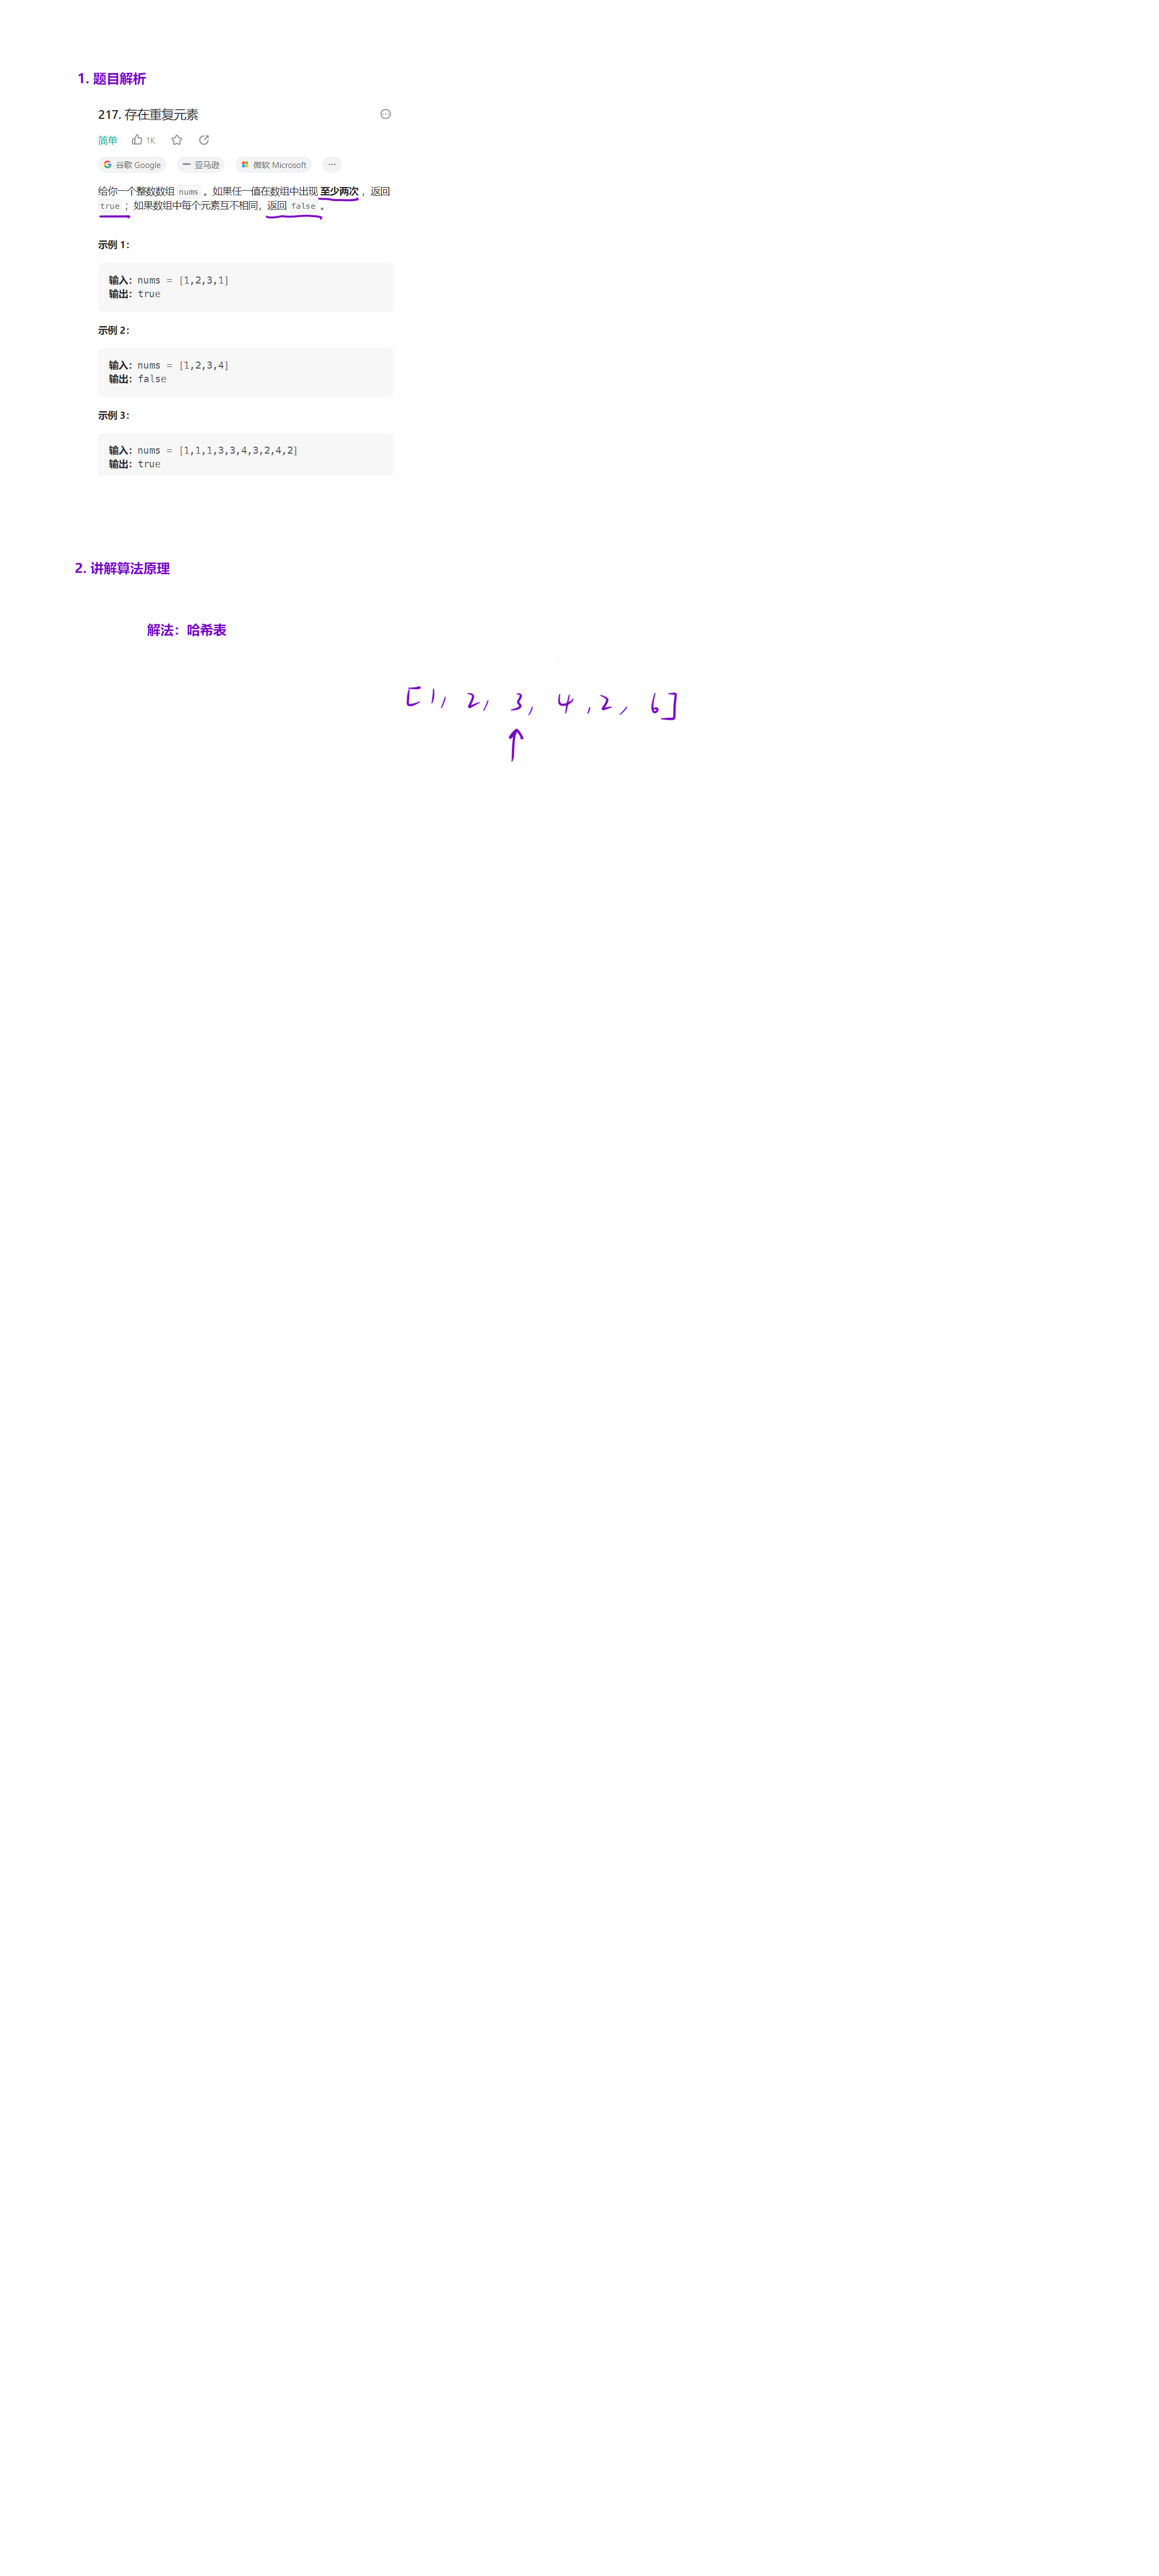 1. 题目解析
217. 存在重复元素
简单 1K
谷歌 Google 亚马逊 微软 Microsoft
给你一个整数数组 nums 。如果任一值在数组中出现 至少两次 ，返回
true ；如果数组中每个元素互不相同，返回 false 。
示例 1：
输入：nums = [1,2,3,1]
输出：true
示例 2：
输入：nums = [1,2,3,4]
输出：false
示例 3：
输入：nums = [1,1,1,3,3,4,3,2,4,2]
输出：true
2. 讲解算法原理
解法：哈希表
[1, 2, 3, 4, 2, 6]